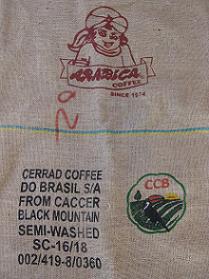 ARABICA
COFFEE
SINCE 1974
CCB
CERRAD COFFEE
DO BRASIL S/A
FROM CACCER
BLACK MOUNTAIN
SEMI-WASHED
SC-16/18
002/419-8/0360